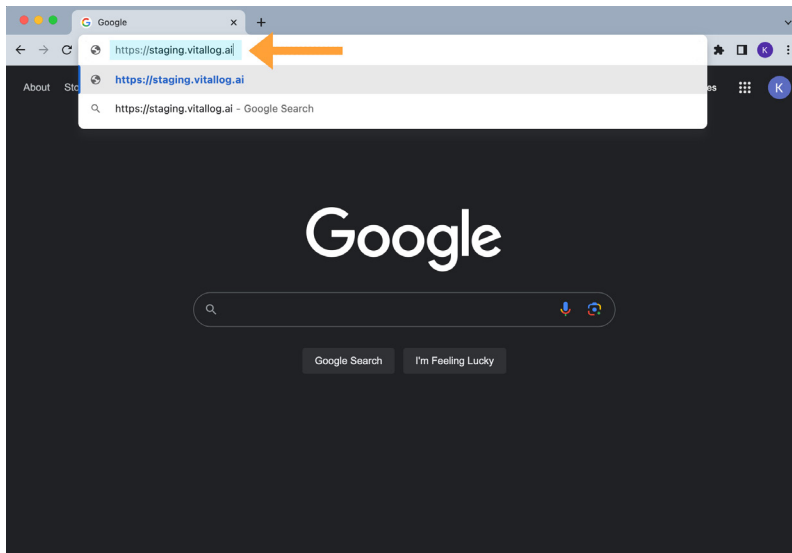 Google
https://staging.vitallog.ai
https://staging.vitallog.ai
https://staging.vitallog.ai - Google Search
About
K
K
Google
Google Search
I'm Feeling Lucky